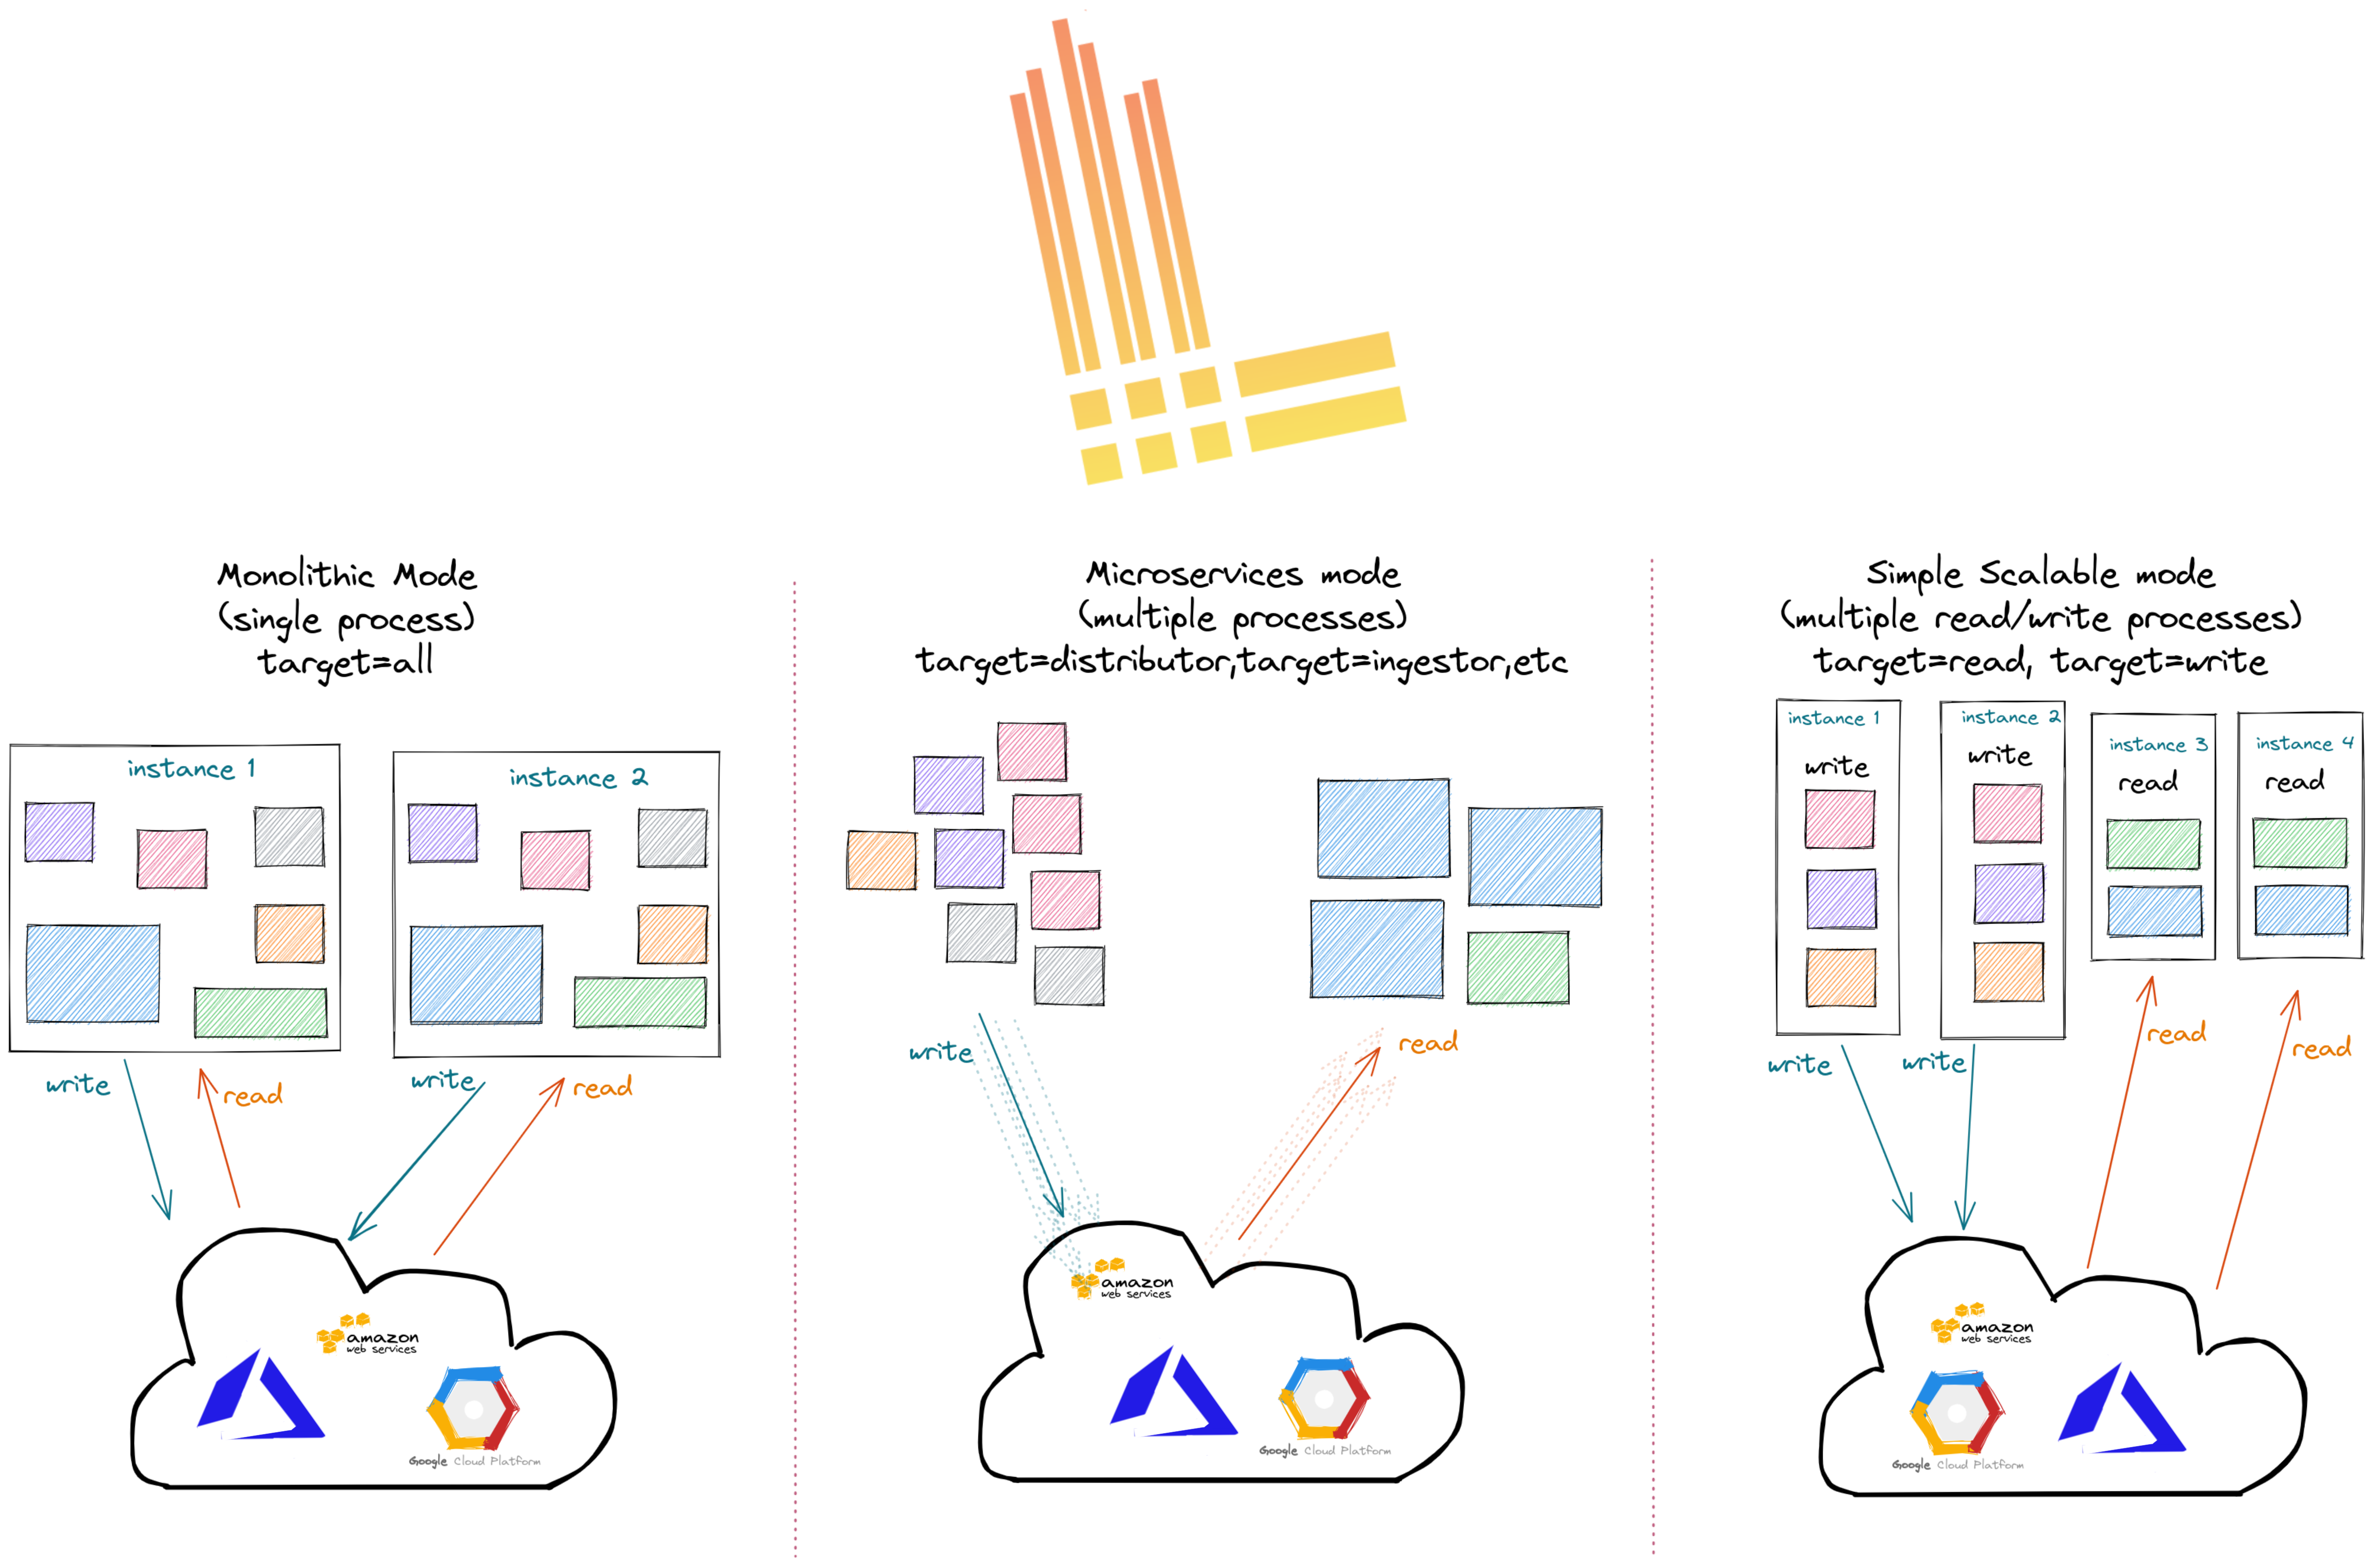 Monolithic Mode
(single process)
target=all
instance 1
instance 2
write
read
write
read
amazon
web services
Google Cloud Platform
Microservices mode
(multiple processes)
target=distributor,target=ingestor,etc
write
read
amazon
web services
Google Cloud Platform
Simple Scalable mode
(multiple read/write processes)
target=read, target=write
instance 1
write
instance 2
write
instance 3
read
instance 4
read
write
write
read
read
amazon
web services
Google Cloud Platform